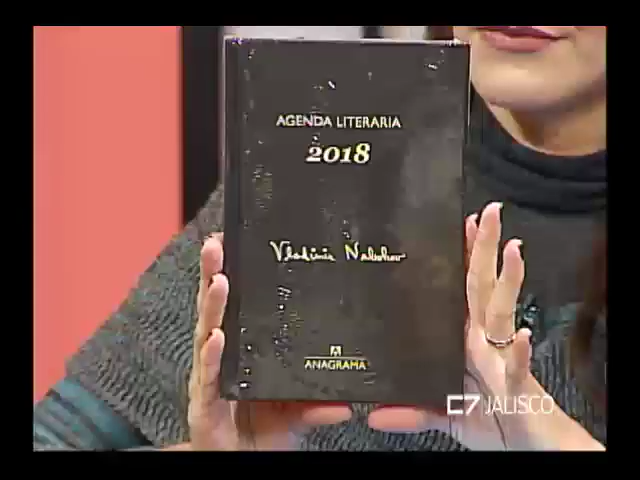 AGENDA LITERARIA
2018
Vladimir Nabokov
ANAGRAMA
C7 JALISCO